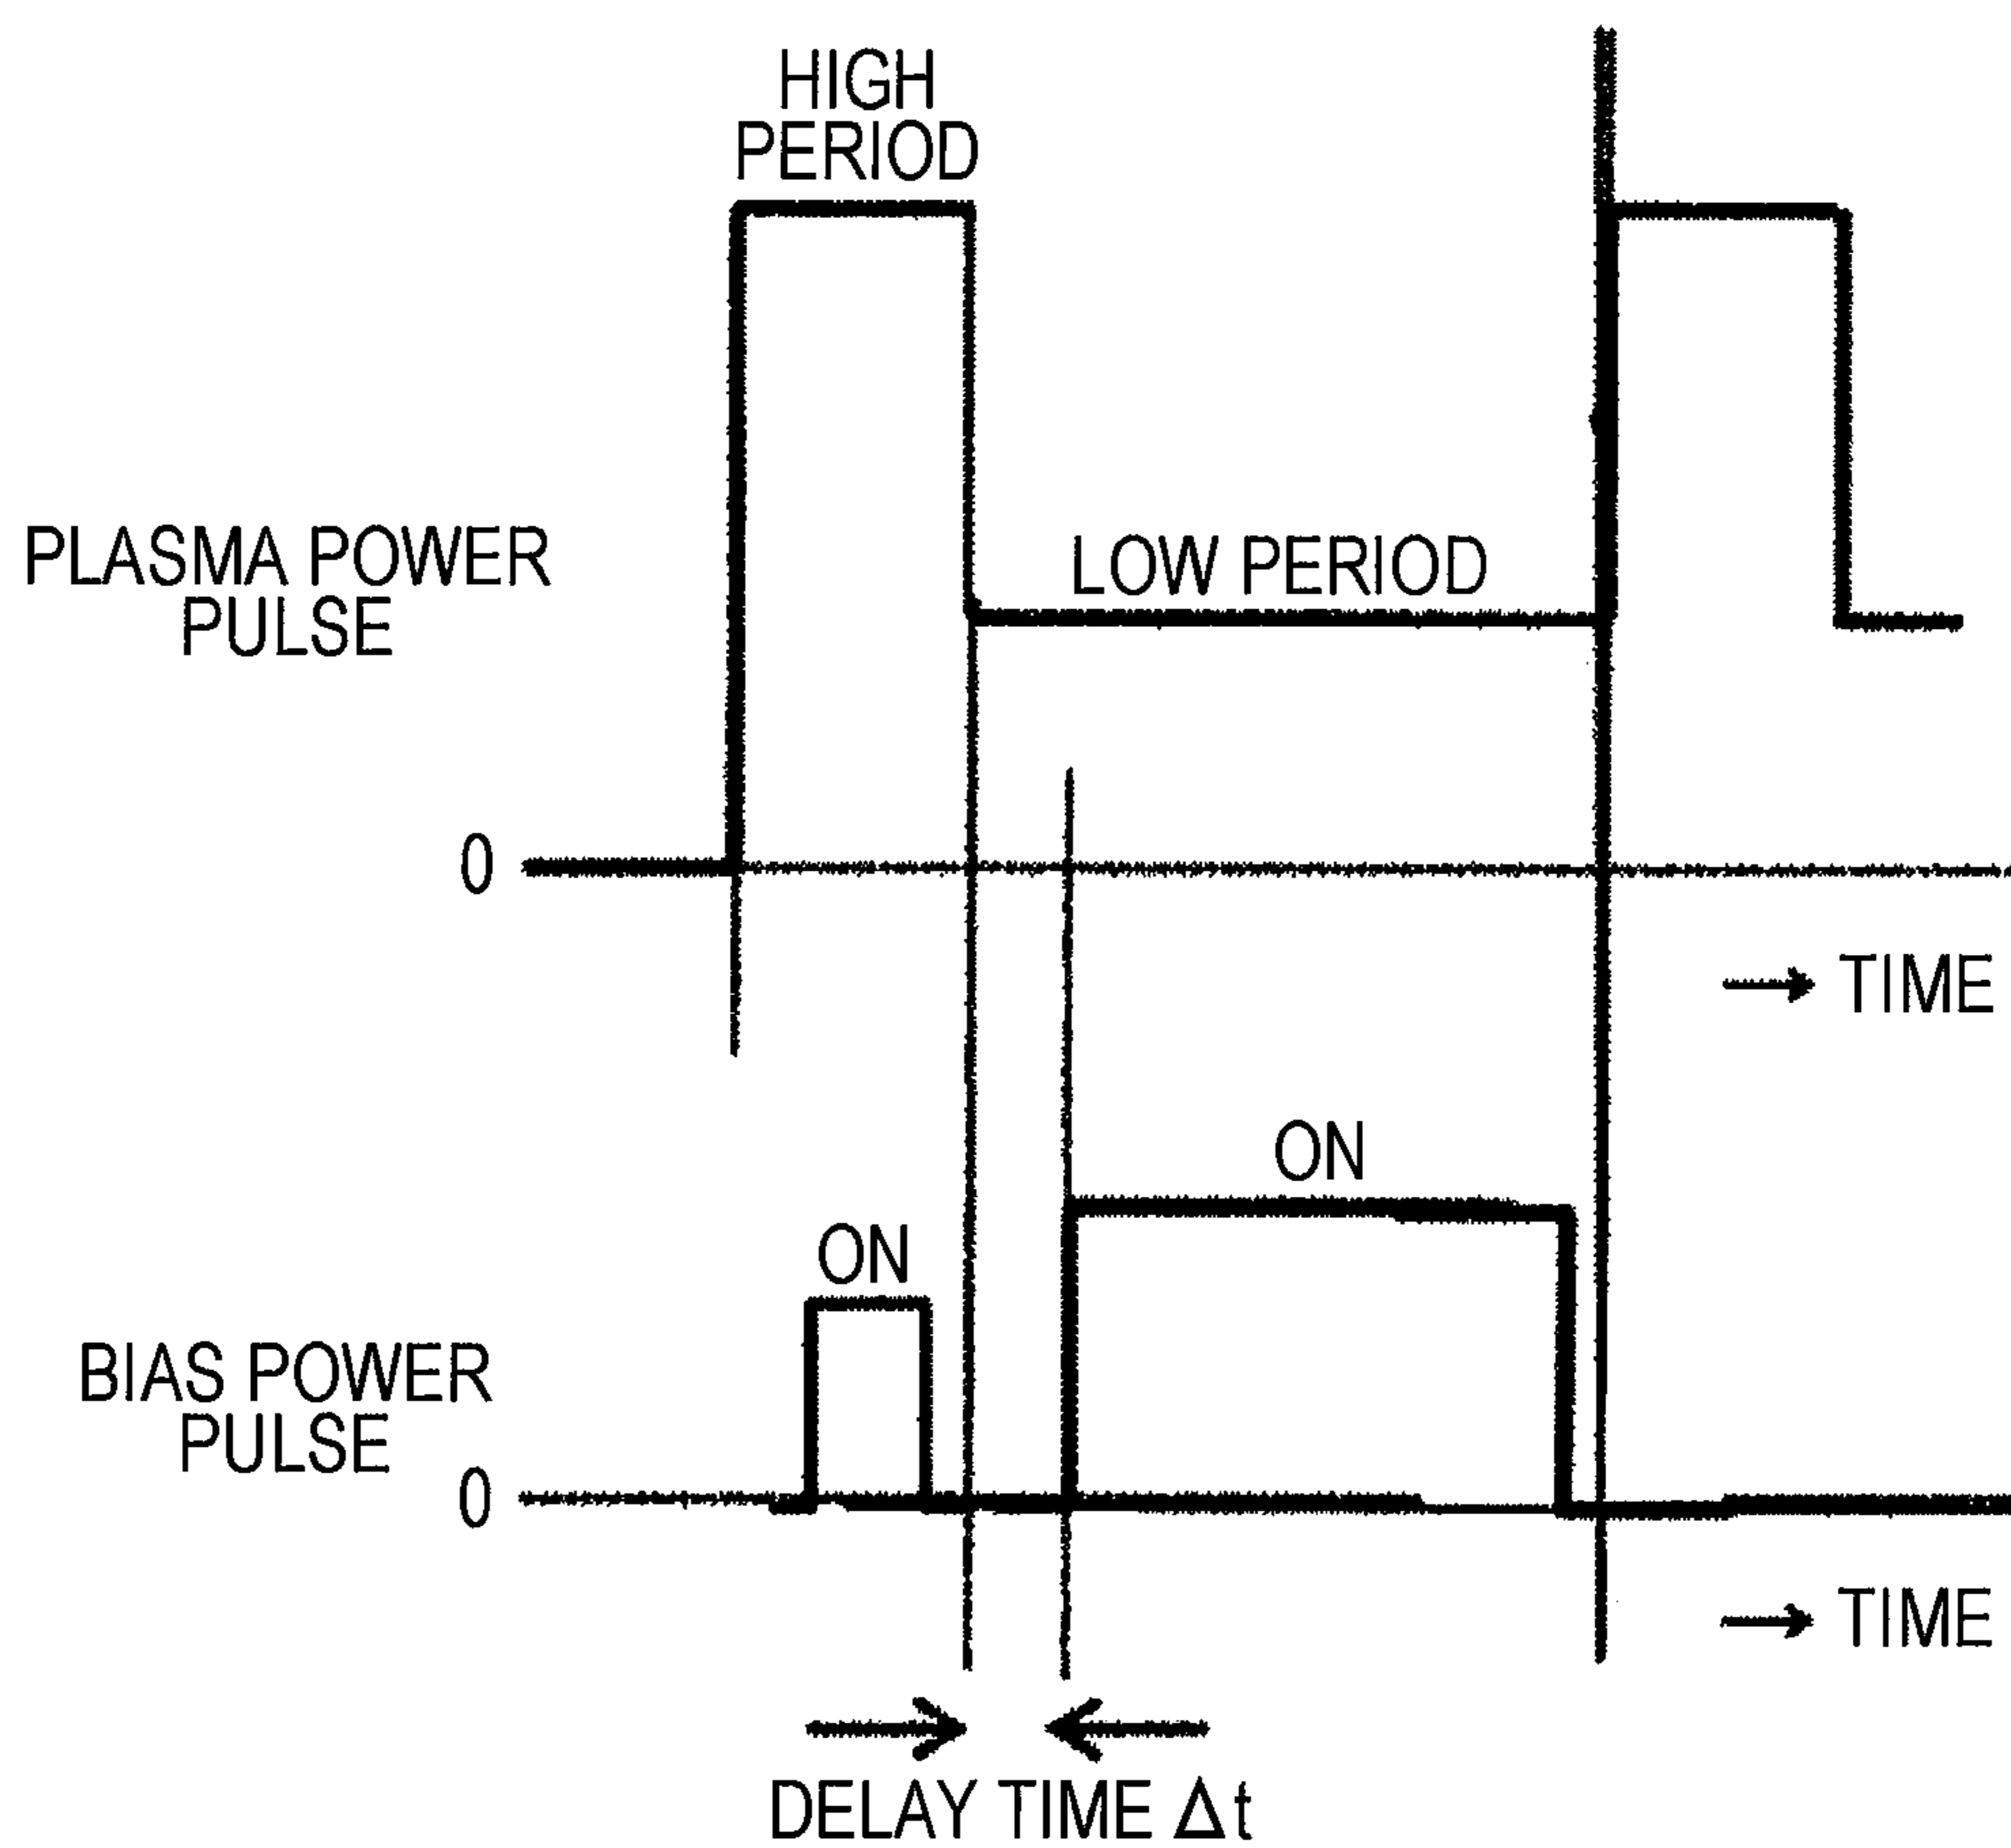 HIGH
PERIOD
PLASMA POWER
PULSE
LOW PERIOD
0
→ TIME
ON
ON
BIAS POWER
PULSE
0
→ TIME
DELAY TIME Δt